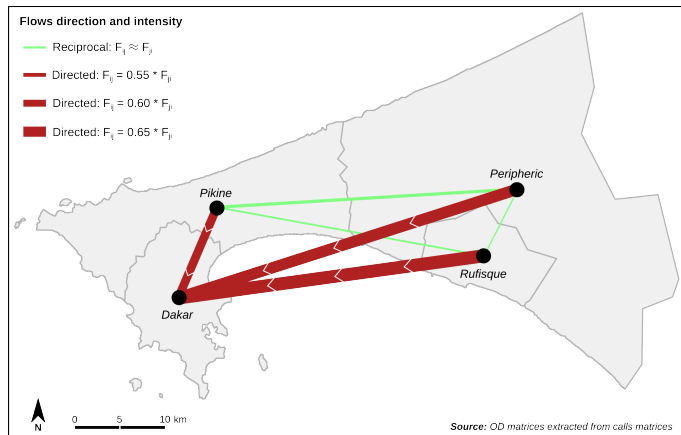 Flows direction and intensity
Reciprocal: Fij ≈ Fji
Directed: Fij = 0.55 * Fji
Directed: Fij = 0.60 * Fji
Directed: Fij = 0.65 * Fji
Peripheric
Pikine
Rufisque
Dakar
N
0 5 10 km
Source: OD matrices extracted from calls matrices